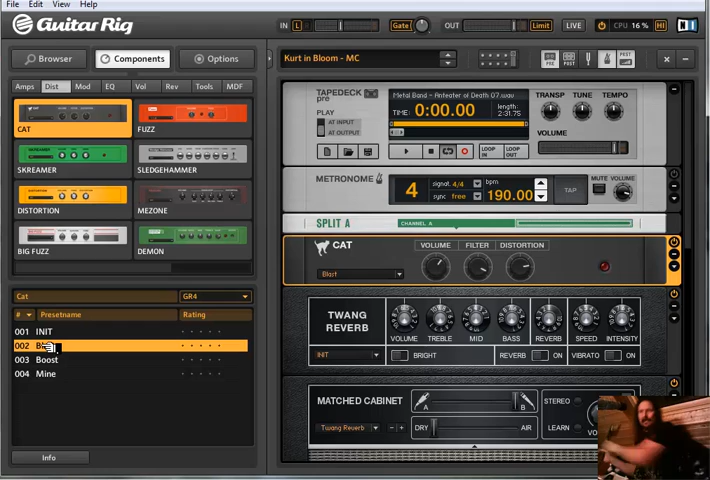 File Edit View Help
Guitar Rig
IN L Gate OUT Limit LIVE CPU 16 % HI
Browser Components Options
Kurt in Bloom - MC
PRE POST
Amps Dist Mod EQ Vol Rev Tools MDF
CAT FUZZ
SKREAMER SLEDGEHAMMER
DISTORTION MEZONE
BIG FUZZ DEMON
Cat GR4
# Presetname Rating
001 INIT
002
003 Boost
004 Mine
Info
TAPEDECK pre
PLAY
AT INPUT
AT OUTPUT
Metal Band - Anteater of Death 07.wav
TIME: 0:00.00 length: 2:31.75
LOOP IN LOOP OUT
TRANSP TUNE TEMPO
VOLUME
METRONOME 4 signat. 4/4 bpm
sync free 190.00
TAP MUTE VOLUME
SPLIT A CHANNEL A
CAT
VOLUME FILTER DISTORTION
Blast
TWANG REVERB
VOLUME TREBLE MID BASS REVERB SPEED INTENSITY
INIT BRIGHT REVERB ON VIBRATO ON
MATCHED CABINET
A B
STEREO
Twang Reverb DRY AIR LEARN